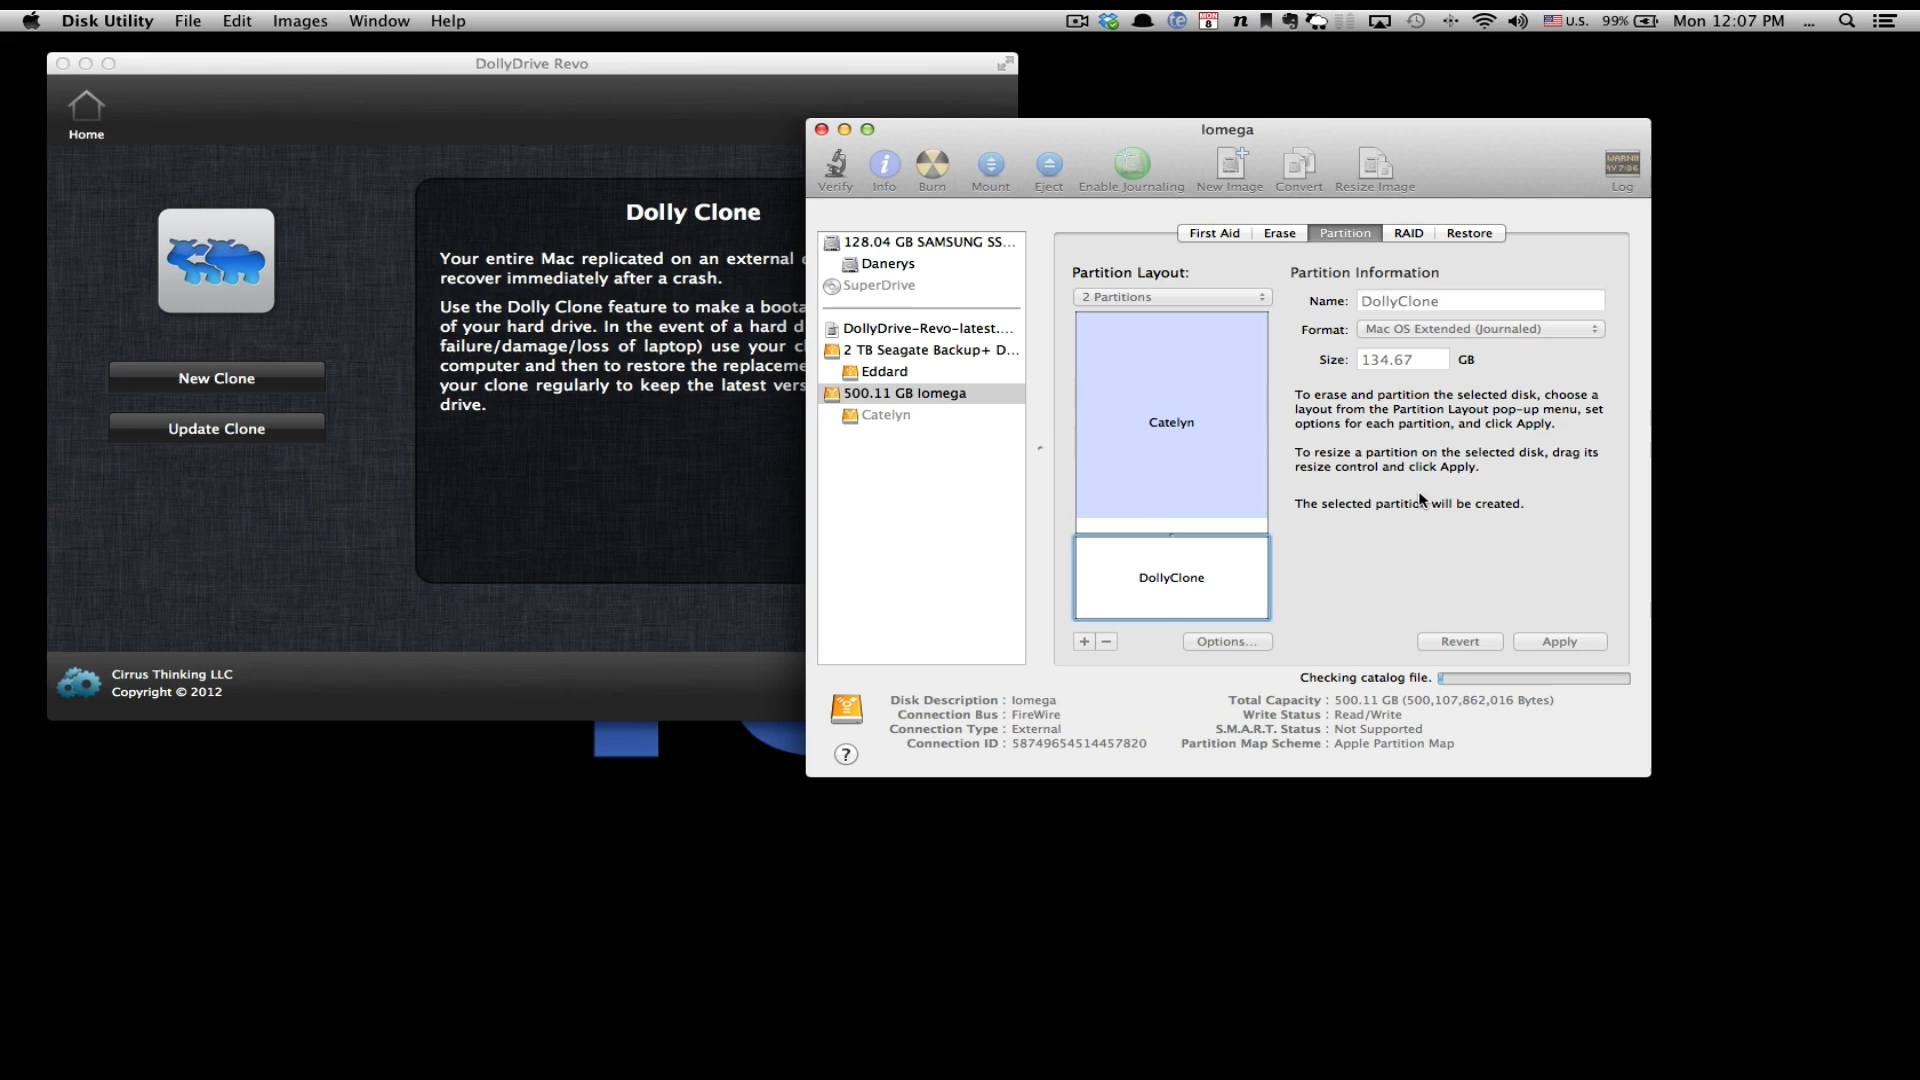 Disk Utility File Edit Images Window Help
MON
8
U.S. 99% Mon 12:07 PM ...
DollyDrive Revo
Home
Dolly Clone
Your entire Mac replicated on an external
recover immediately after a crash.
Use the Dolly Clone feature to make a boota
of your hard drive. In the event of a hard d
failure/damage/loss of laptop) use your cl
computer and then to restore the replaceme
your clone regularly to keep the latest vers
drive.
New Clone
Update Clone
Cirrus Thinking LLC
Copyright © 2012
Iomega
Verify Info Burn Mount Eject Enable Journaling New Image Convert Resize Image Log
128.04 GB SAMSUNG SS...
Danerys
SuperDrive
DollyDrive-Revo-latest....
2 TB Seagate Backup+ D...
Eddard
500.11 GB Iomega
Catelyn
First Aid Erase Partition RAID Restore
Partition Layout:
2 Partitions
Catelyn
DollyClone
+ −
Options...
Partition Information
Name: DollyClone
Format: Mac OS Extended (Journaled)
Size: 134.67 GB
To erase and partition the selected disk, choose a
layout from the Partition Layout pop-up menu, set
options for each partition, and click Apply.
To resize a partition on the selected disk, drag its
resize control and click Apply.
The selected partition will be created.
Revert Apply
Checking catalog file.
Disk Description : Iomega
Connection Bus : FireWire
Connection Type : External
Connection ID : 58749654514457820
Total Capacity : 500.11 GB (500,107,862,016 Bytes)
Write Status : Read/Write
S.M.A.R.T. Status : Not Supported
Partition Map Scheme : Apple Partition Map
?